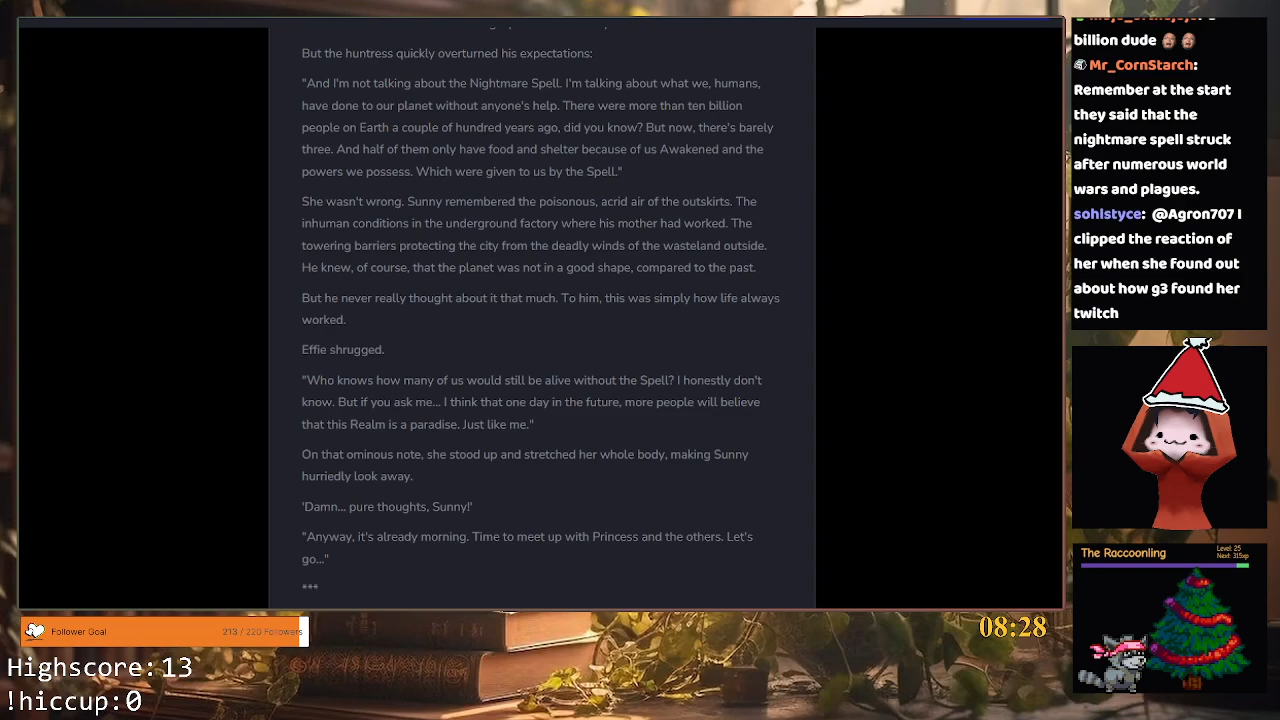 But the huntress quickly overturned his expectations:
"And I'm not talking about the Nightmare Spell. I'm talking about what we, humans,
have done to our planet without anyone's help. There were more than ten billion
people on Earth a couple of hundred years ago, did you know? But now, there's barely
three. And half of them only have food and shelter because of us Awakened and the
powers we possess. Which were given to us by the Spell."
She wasn't wrong. Sunny remembered the poisonous, acrid air of the outskirts. The
inhuman conditions in the underground factory where his mother had worked. The
towering barriers protecting the city from the deadly winds of the wasteland outside.
He knew, of course, that the planet was not in a good shape, compared to the past.
But he never really thought about it that much. To him, this was simply how life always
worked.
Effie shrugged.
"Who knows how many of us would still be alive without the Spell? I honestly don't
know. But if you ask me... I think that one day in the future, more people will believe
that this Realm is a paradise. Just like me."
On that ominous note, she stood up and stretched her whole body, making Sunny
hurriedly look away.
'Damn... pure thoughts, Sunny!'
"Anyway, it's already morning. Time to meet up with Princess and the others. Let's
go..."
***
billion dude
Mr_CornStarch:
Remember at the start
they said that the
nightmare spell struck
after numerous world
wars and plagues.
sohlstyce: @Agron707 I
clipped the reaction of
her when she found out
about how g3 found her
twitch
The Raccoonling
Level: 25
Next: 315xp
Follower Goal
213 / 220 Followers
08:28
Highscore:13
!hiccup:0